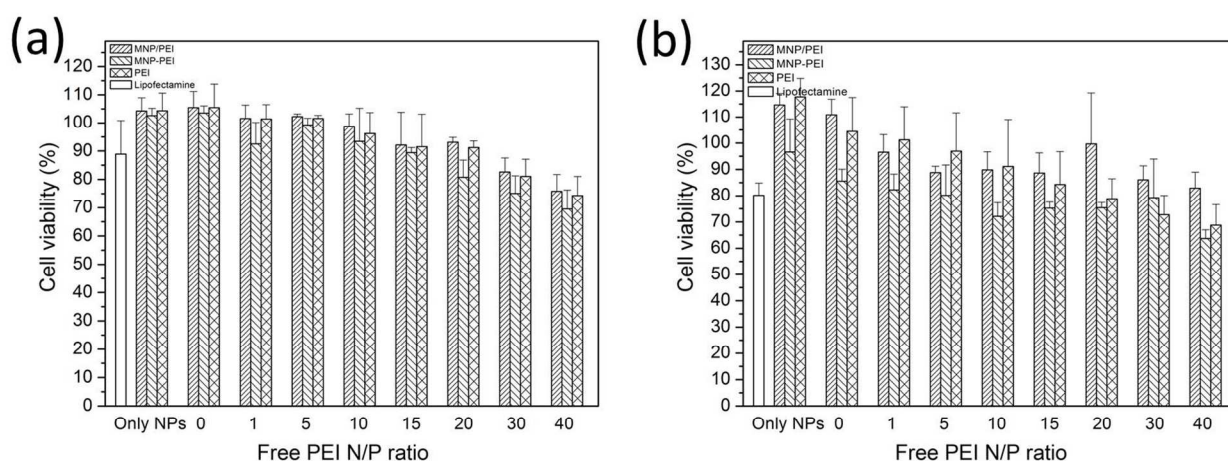 (a)
MNP/PEI
MNP-PEI
PEI
Lipofectamine
120
110
100
90
80
70
60
50
40
30
20
10
0
Cell viability (%)
Only NPs 0 1 5 10 15 20 30 40
Free PEI N/P ratio
(b)
MNP/PEI
MNP-PEI
PEI
Lipofectamine
130
120
110
100
90
80
70
60
50
40
30
20
10
0
Cell viability (%)
Only NPs 0 1 5 10 15 20 30 40
Free PEI N/P ratio